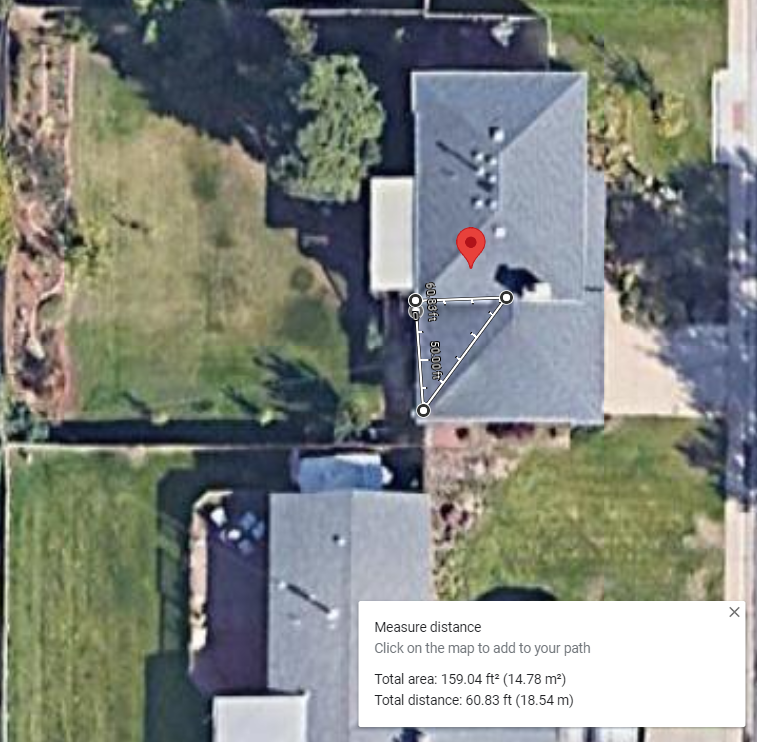 60.83 ft
50.00 ft
Measure distance
Click on the map to add to your path
Total area: 159.04 ft² (14.78 m²)
Total distance: 60.83 ft (18.54 m)